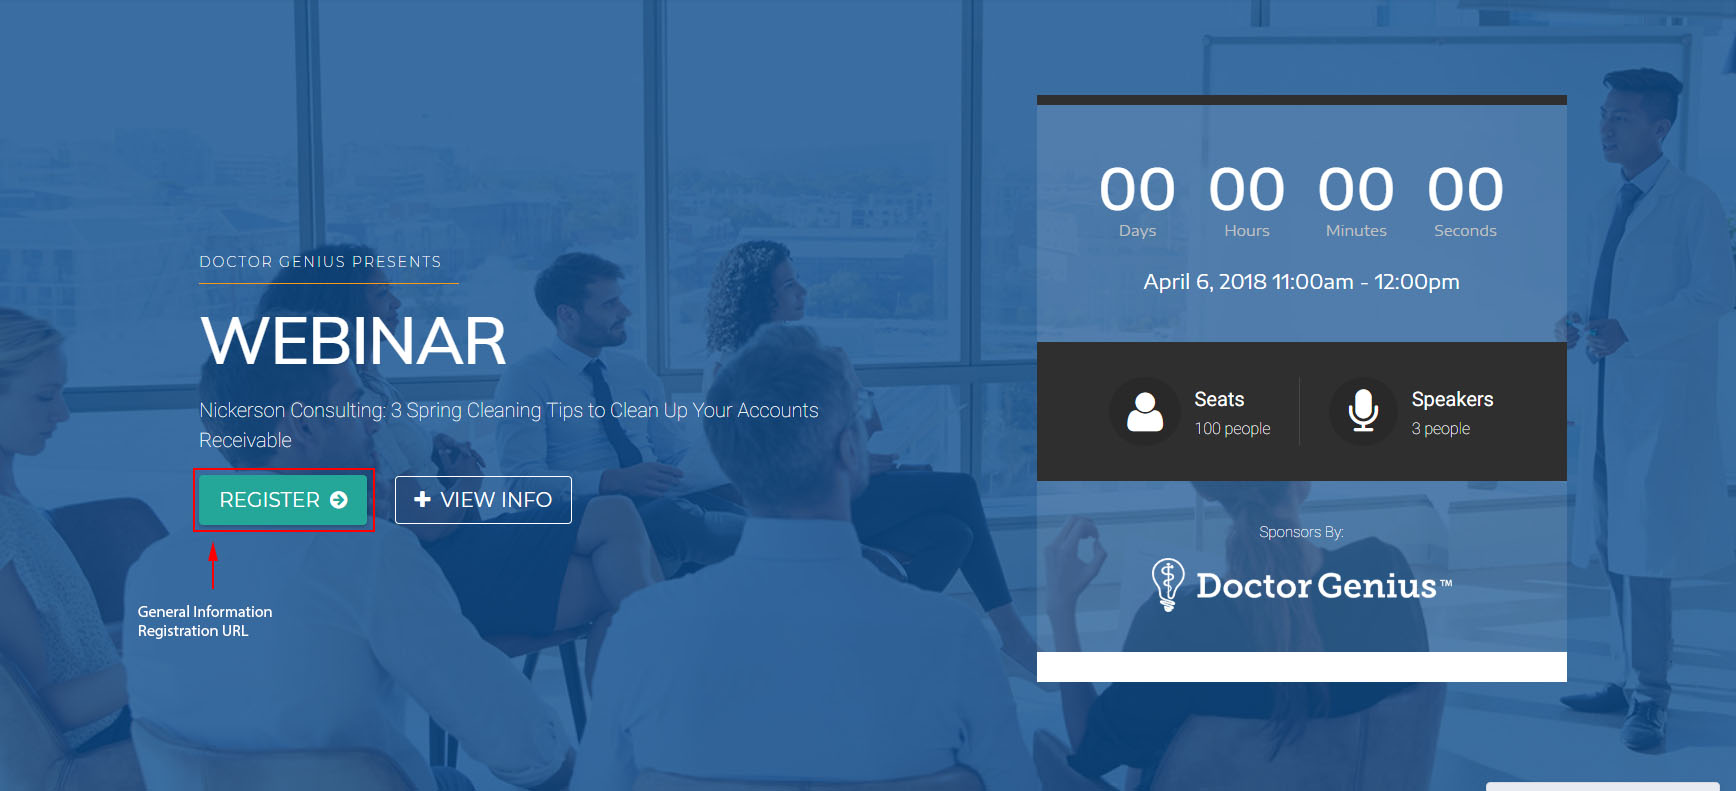 DOCTOR GENIUS PRESENTS
WEBINAR
Nickerson Consulting: 3 Spring Cleaning Tips to Clean Up Your Accounts
Receivable
REGISTER
VIEW INFO
General Information
Registration URL
00 00 00 00
Days Hours Minutes Seconds
April 6, 2018 11:00am - 12:00pm
Seats
100 people
Speakers
3 people
Sponsors By:
Doctor Genius™